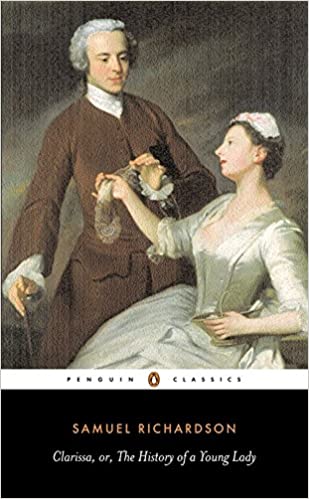 PENGUIN CLASSICS
SAMUEL RICHARDSON
Clarissa, or, The History of a Young Lady